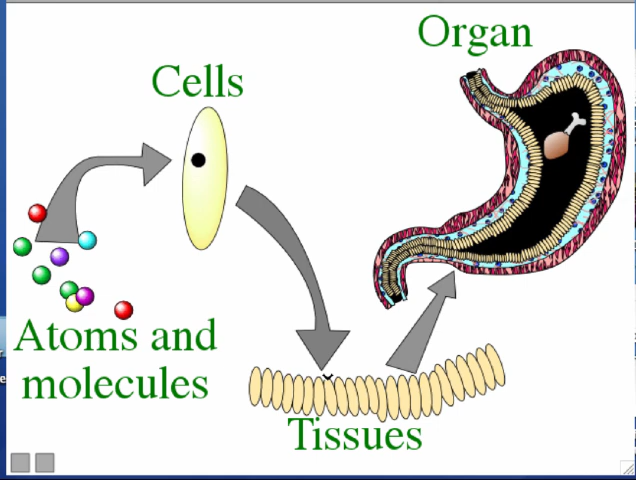 Organ
Cells
Atoms and
molecules
Tissues